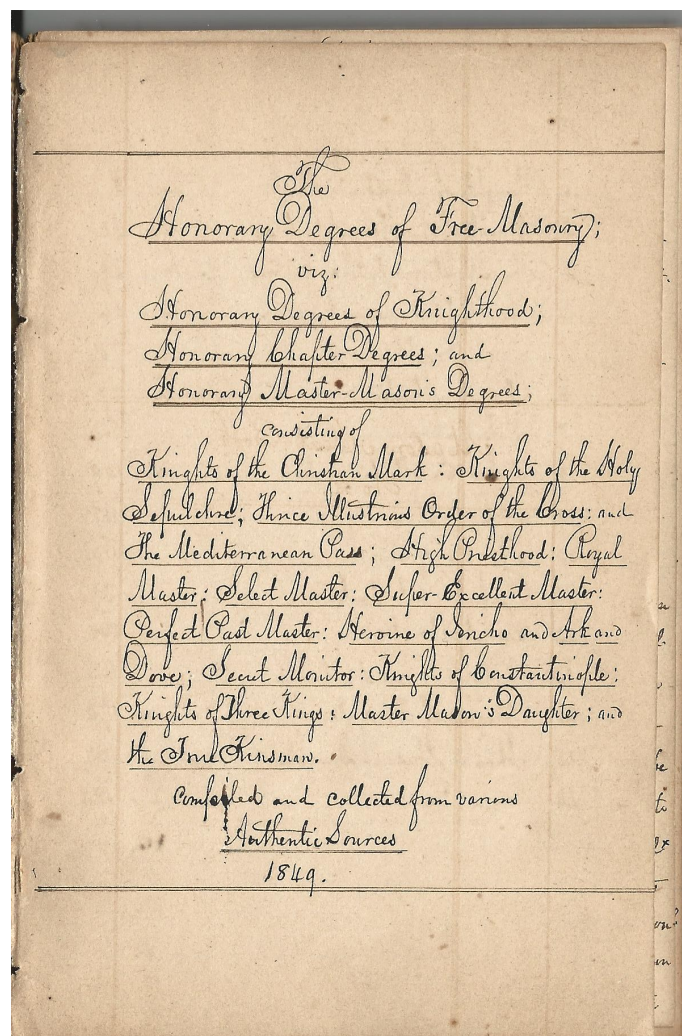 The
Honorary Degrees of Free-Masonry;
viz:
Honorary Degrees of Knighthood;
Honorary Chapter Degrees; and
Honorary Master-Mason's Degrees;
consisting of
Knights of the Christian Mark: Knights of the Holy
Sepulchre; Thrice Illustrious Order of the Cross: and
The Mediterranean Pass; High Priesthood: Royal
Master: Select Master: Super-Excellent Master:
Perfect Past Master: Heroine of Jericho and Ark and
Dove; Secret Monitor: Knights of Constantinople:
Knights of Three Kings: Master Mason's Daughter; and
the True Kinsman.
Compiled and collected from various
Authentic Sources
1849.